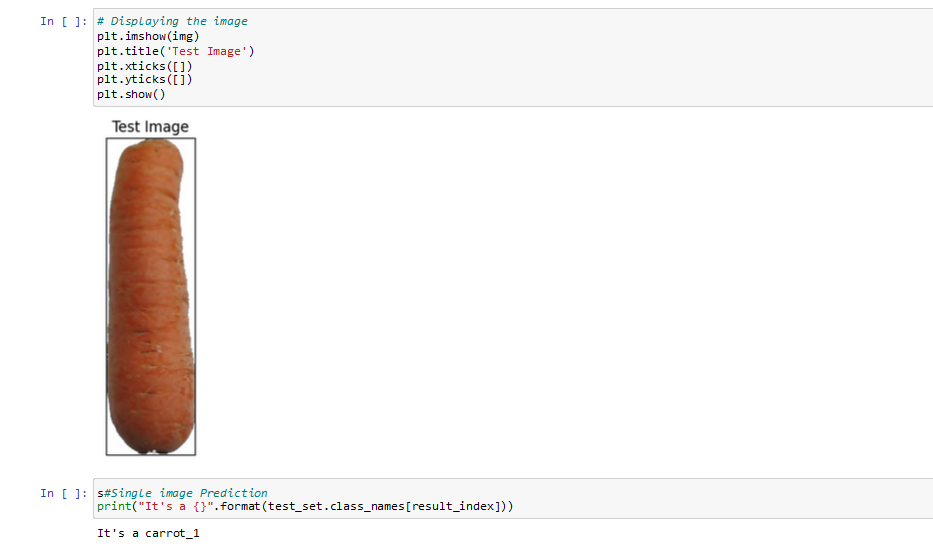 In [ ]: # Displaying the image
plt.imshow(img)
plt.title('Test Image')
plt.xticks([])
plt.yticks([])
plt.show()
Test Image
In [ ]: s#Single image Prediction
print("It's a {}".format(test_set.class_names[result_index]))
It's a carrot_1